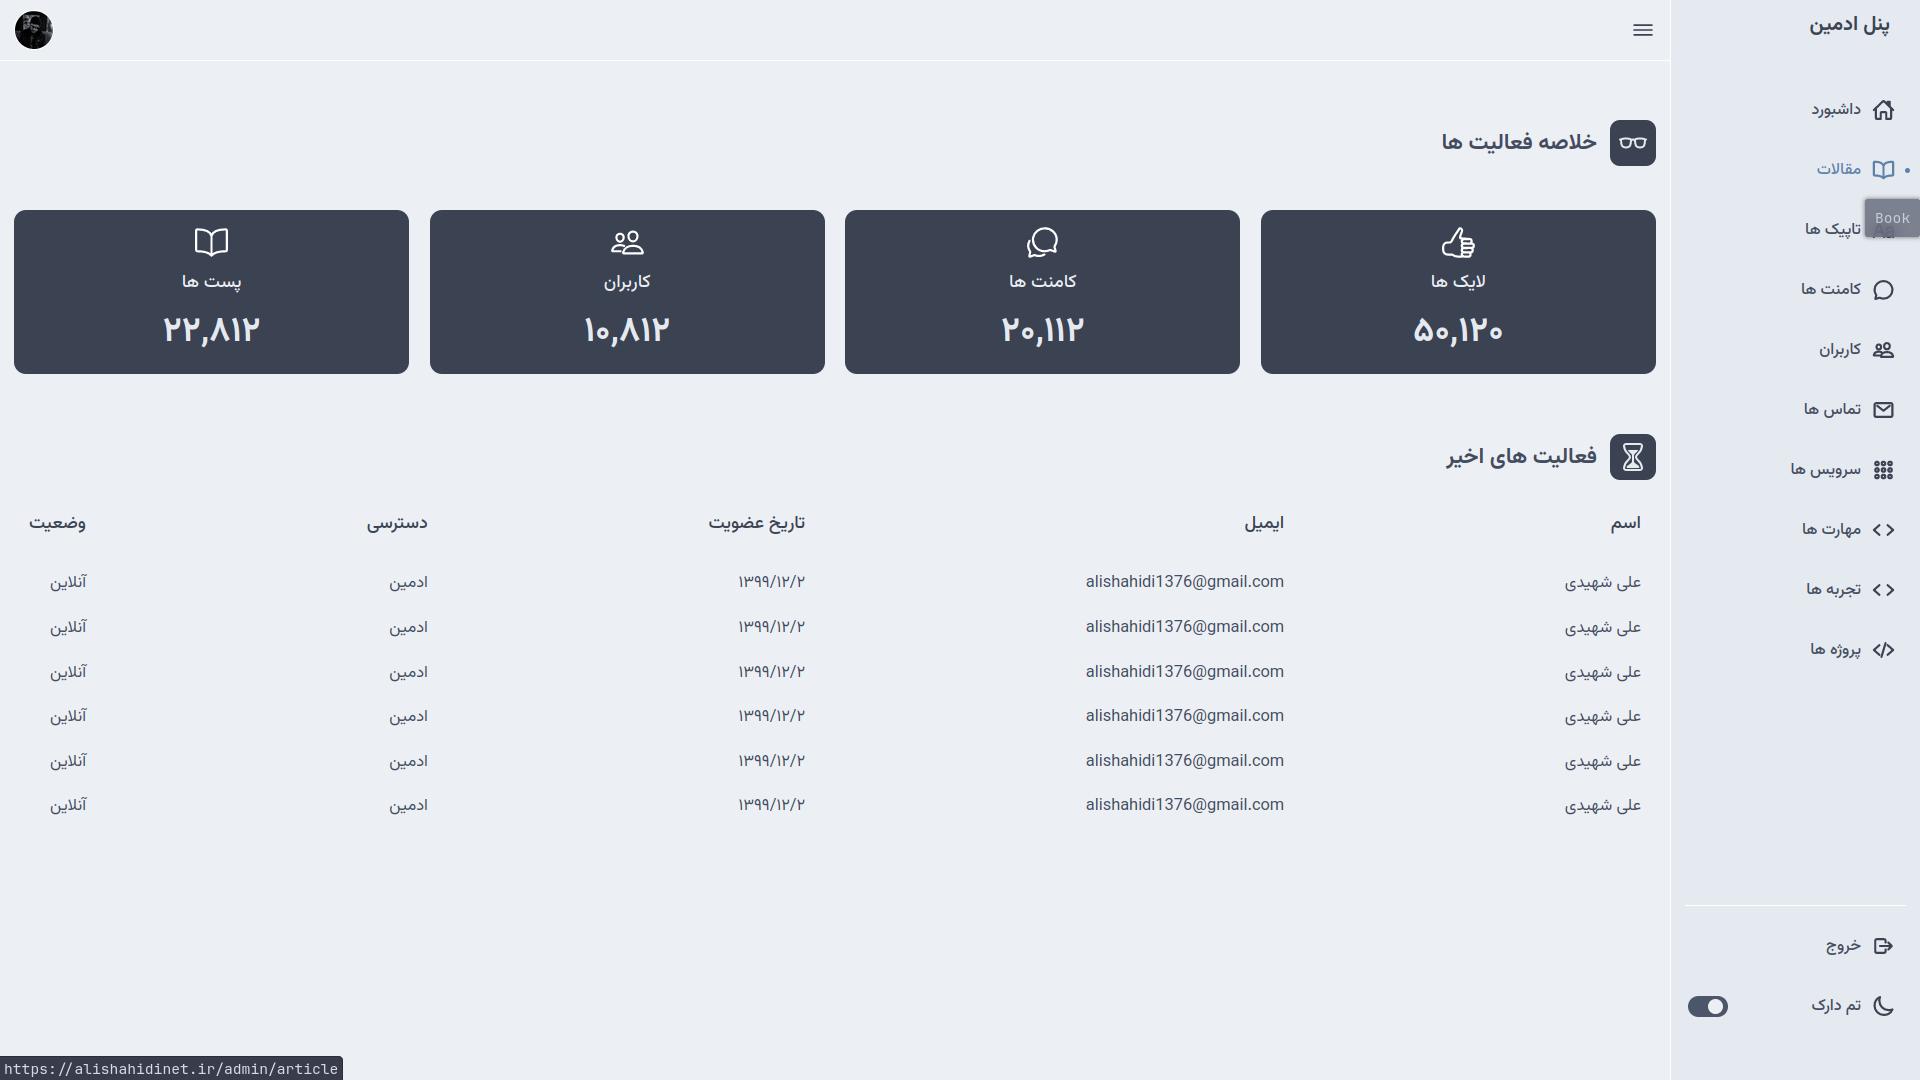 پنل ادمین
داشبورد
مقالات
Book
تاپیک ها
کامنت ها
کاربران
تماس ها
سرویس ها
مهارت ها
تجربه ها
پروژه ها
خروج
تم دارک
خلاصه فعالیت ها
لایک ها
۵۰,۱۲۰
کامنت ها
۲۰,۱۱۲
کاربران
۱۰,۸۱۲
پست ها
۲۲,۸۱۲
فعالیت های اخیر
اسم ایمیل تاریخ عضویت دسترسی وضعیت
علی شهیدی alishahidi1376@gmail.com ۱۳۹۹/۱۲/۲ ادمین آنلاین
علی شهیدی alishahidi1376@gmail.com ۱۳۹۹/۱۲/۲ ادمین آنلاین
علی شهیدی alishahidi1376@gmail.com ۱۳۹۹/۱۲/۲ ادمین آنلاین
علی شهیدی alishahidi1376@gmail.com ۱۳۹۹/۱۲/۲ ادمین آنلاین
علی شهیدی alishahidi1376@gmail.com ۱۳۹۹/۱۲/۲ ادمین آنلاین
علی شهیدی alishahidi1376@gmail.com ۱۳۹۹/۱۲/۲ ادمین آنلاین
https://alishahidinet.ir/admin/article